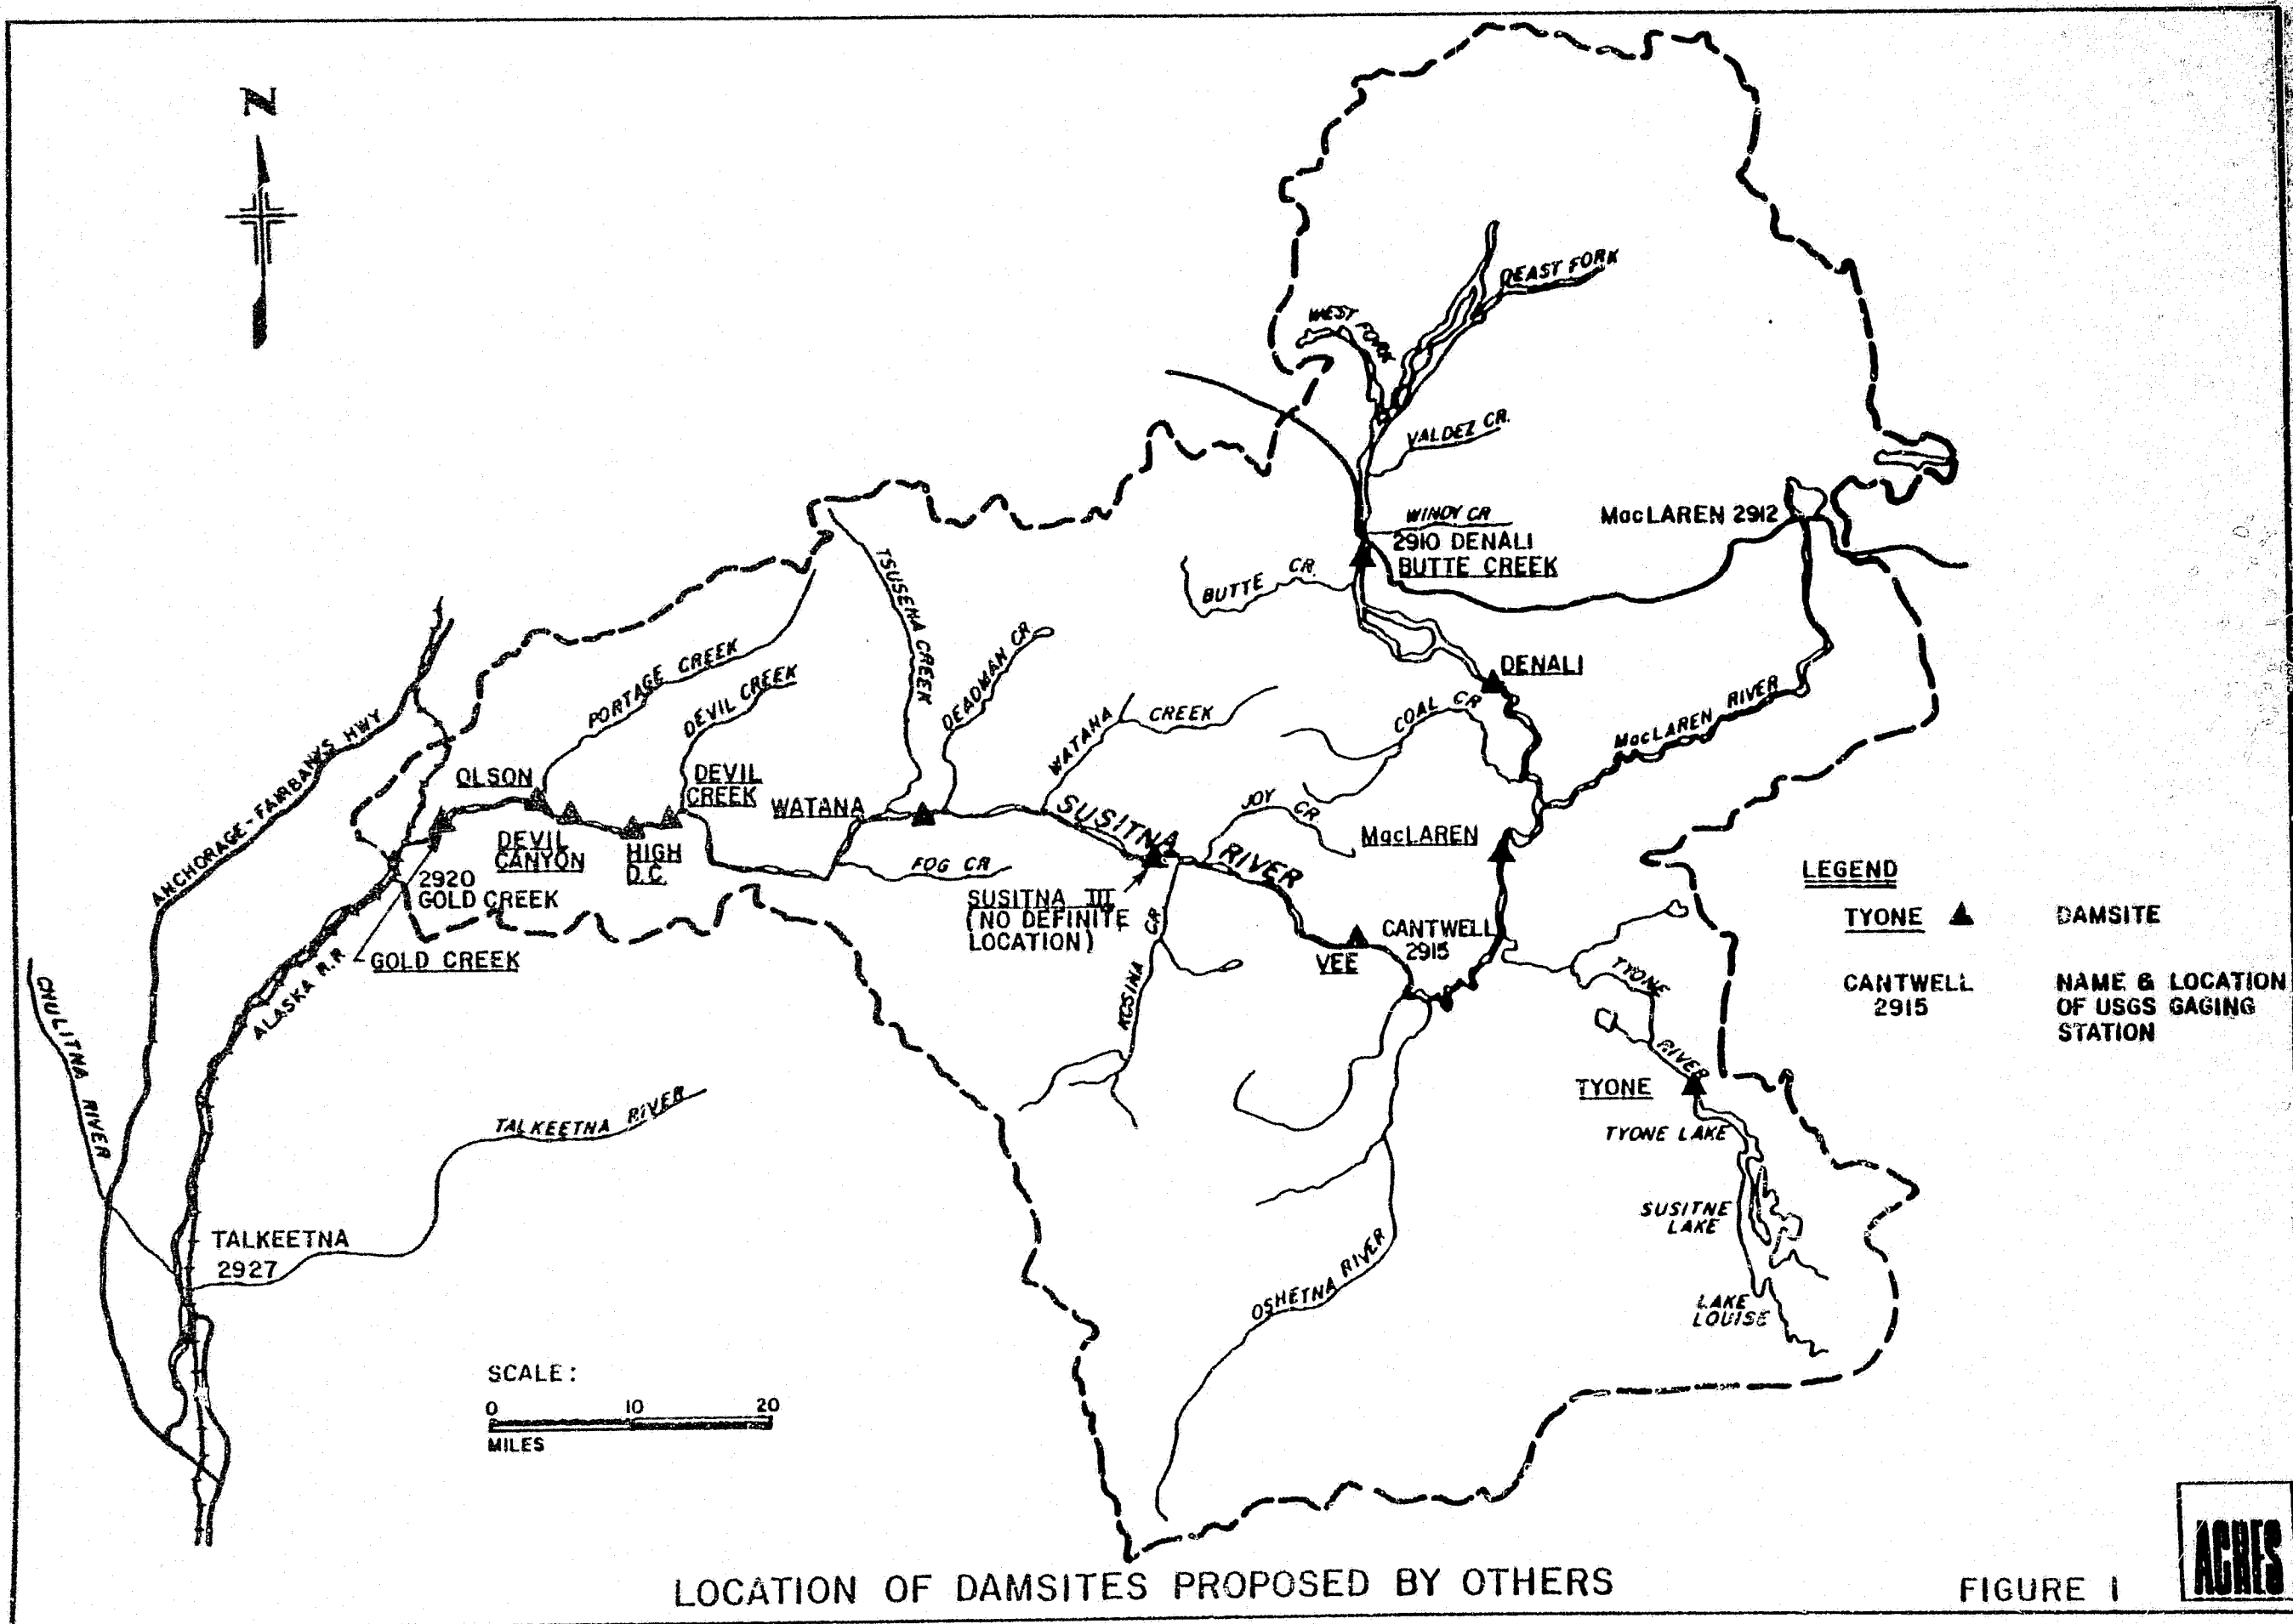 N
DEAST FORK
WEST FORK
VALDEZ CR.
WINDY CR
2910 DENALI
BUTTE CREEK
MacLAREN 2912
BUTTE CR.
TSUSENA CREEK
DEADMAN CR
PORTAGE CREEK
DEVIL CREEK
DENALI
COAL CR
MacLAREN RIVER
WATANA CREEK
ANCHORAGE-FAIRBANKS HWY
OLSON
DEVIL
CREEK
WATANA
SUSITNA RIVER
JOY CR.
MacLAREN
DEVIL
CANYON
HIGH
D.C.
FOG CR
2920
GOLD CREEK
SUSITNA III
(NO DEFINITE
LOCATION)
GOLD CREEK
ALASKA R.R
KOSINA CR
VEE
CANTWELL
2915
TYONE RIVER
TYONE
TYONE LAKE
SUSITNE
LAKE
LAKE
LOUISE
OSHETNA RIVER
CHULITNA RIVER
TALKEETNA RIVER
TALKEETNA
2927
LEGEND
TYONE DAMSITE
CANTWELL
2915
NAME & LOCATION
OF USGS GAGING
STATION
SCALE:
0 10 20
MILES
LOCATION OF DAMSITES PROPOSED BY OTHERS
FIGURE 1
ACRES